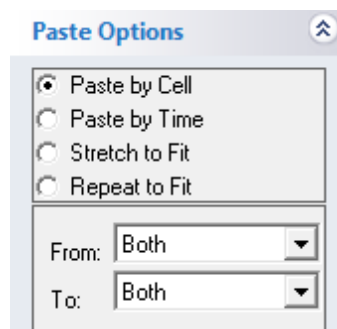 Paste Options
Paste by Cell
Paste by Time
Stretch to Fit
Repeat to Fit
From: Both
To: Both